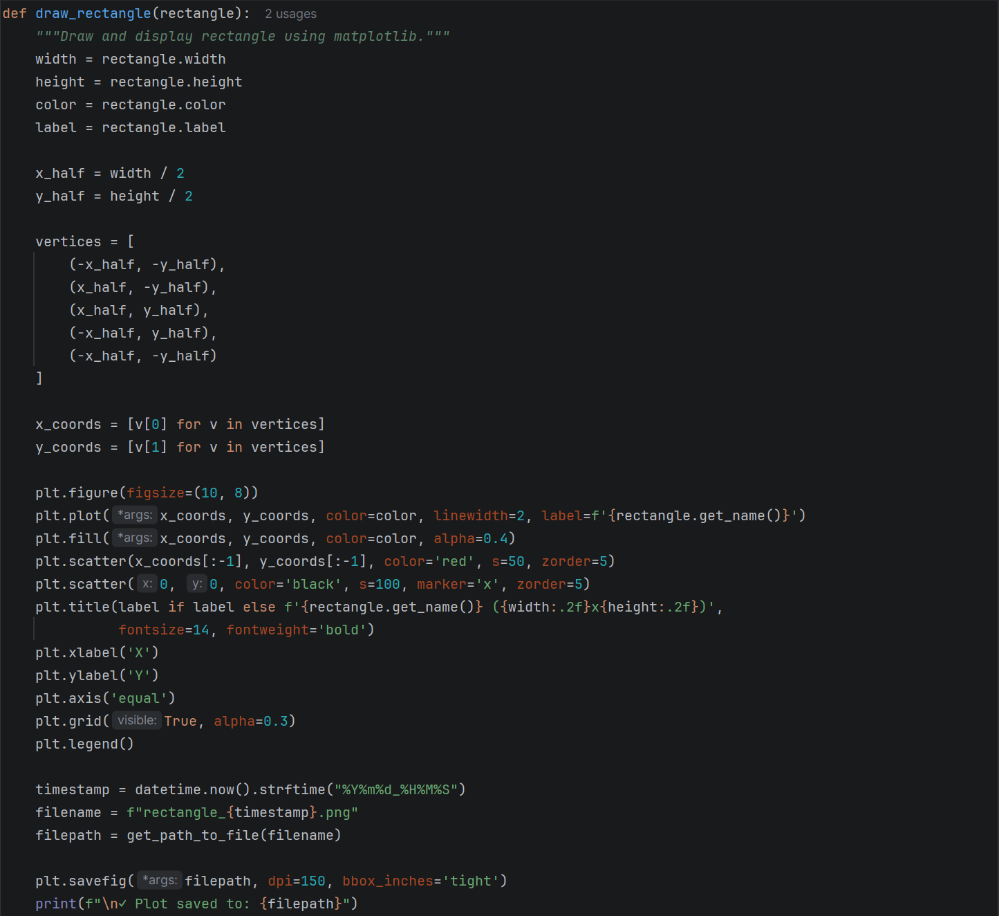 def draw_rectangle(rectangle): 2 usages
    """Draw and display rectangle using matplotlib."""
    width = rectangle.width
    height = rectangle.height
    color = rectangle.color
    label = rectangle.label

    x_half = width / 2
    y_half = height / 2

    vertices = [
        (-x_half, -y_half),
        (x_half, -y_half),
        (x_half, y_half),
        (-x_half, y_half),
        (-x_half, -y_half)
    ]

    x_coords = [v[0] for v in vertices]
    y_coords = [v[1] for v in vertices]

    plt.figure(figsize=(10, 8))
    plt.plot( *args: x_coords, y_coords, color=color, linewidth=2, label=f'{rectangle.get_name()}')
    plt.fill( *args: x_coords, y_coords, color=color, alpha=0.4)
    plt.scatter(x_coords[:-1], y_coords[:-1], color='red', s=50, zorder=5)
    plt.scatter( x: 0, y: 0, color='black', s=100, marker='x', zorder=5)
    plt.title(label if label else f'{rectangle.get_name()} ({width:.2f}x{height:.2f})',
              fontsize=14, fontweight='bold')
    plt.xlabel('X')
    plt.ylabel('Y')
    plt.axis('equal')
    plt.grid( visible: True, alpha=0.3)
    plt.legend()

    timestamp = datetime.now().strftime("%Y%m%d_%H%M%S")
    filename = f"rectangle_{timestamp}.png"
    filepath = get_path_to_file(filename)

    plt.savefig( *args: filepath, dpi=150, bbox_inches='tight')
    print(f"\n✓ Plot saved to: {filepath}")